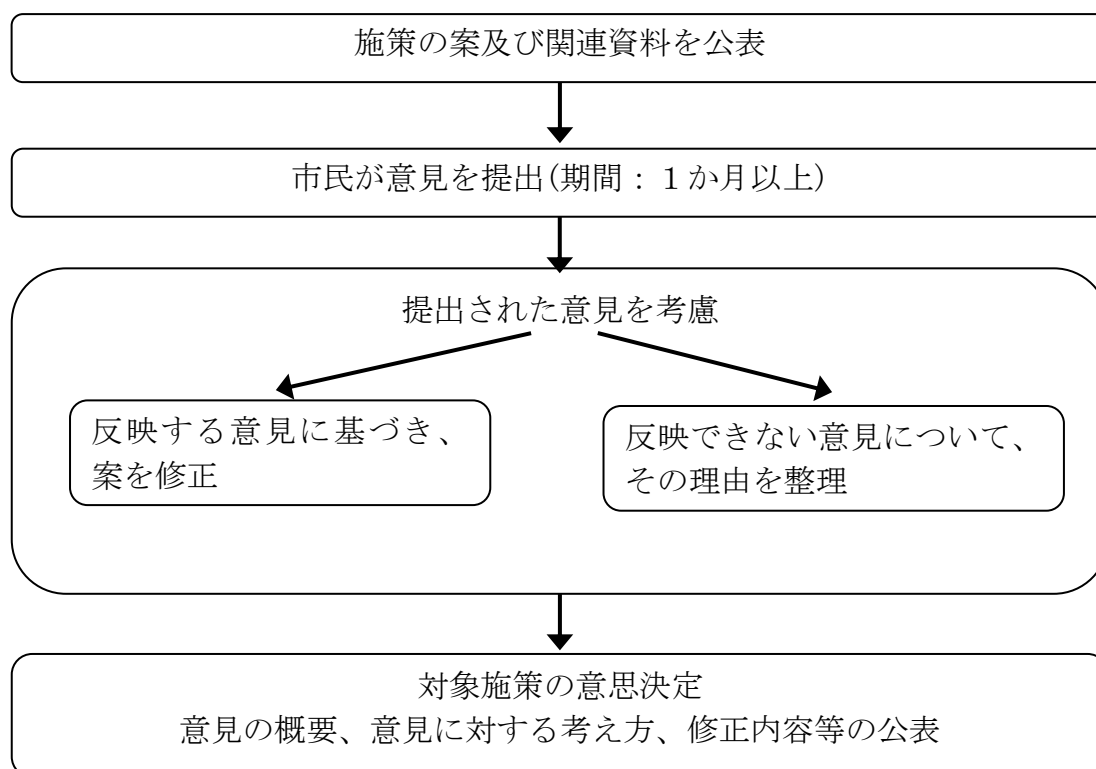 施策の案及び関連資料を公表
市民が意見を提出(期間：１か月以上)
提出された意見を考慮
反映する意見に基づき、
案を修正
反映できない意見について、
その理由を整理
対象施策の意思決定
意見の概要、意見に対する考え方、修正内容等の公表